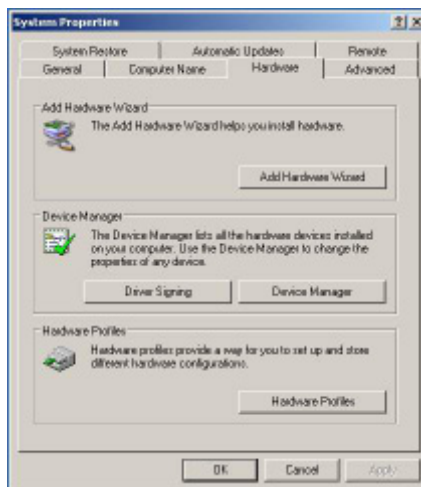 System Properties
System Restore Automatic Updates Remote
General Computer Name Hardware Advanced
Add Hardware Wizard
The Add Hardware Wizard helps you install hardware.
Add Hardware Wizard
Device Manager
The Device Manager lists all the hardware devices installed
on your computer. Use the Device Manager to change the
properties of any device.
Driver Signing Device Manager
Hardware Profiles
Hardware profiles provide a way for you to set up and store
different hardware configurations.
Hardware Profiles
OK Cancel Apply